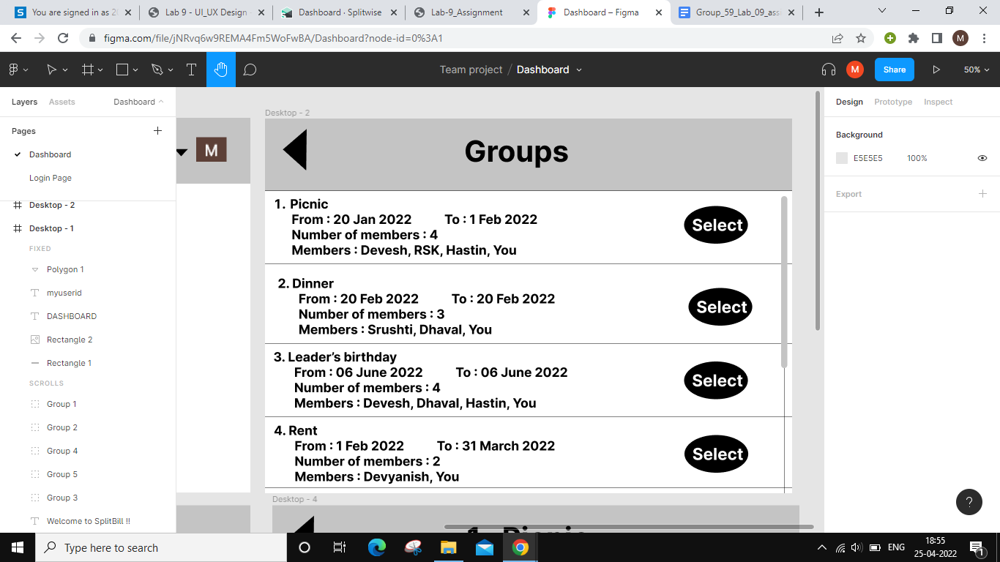 You are signed in as 2
Lab 9 - UI_UX Design -
Dashboard · Splitwise
Lab-9_Assignment
Dashboard – Figma
Group_59_Lab_09_ass
figma.com/file/jNRvq6w9REMA4Fm5WoFwBA/Dashboard?node-id=0%3A1
M
Team project / Dashboard
M
Share
50%
Layers
Assets
Dashboard
Design
Prototype
Inspect
Pages
Dashboard
Login Page
Desktop - 2
Desktop - 1
FIXED
Polygon 1
myuserid
DASHBOARD
Rectangle 2
Rectangle 1
SCROLLS
Group 1
Group 2
Group 4
Group 5
Group 3
Welcome to SplitBill !!
M
Desktop - 2
Groups
1. Picnic
From : 20 Jan 2022 To : 1 Feb 2022
Number of members : 4
Members : Devesh, RSK, Hastin, You
Select
2. Dinner
From : 20 Feb 2022 To : 20 Feb 2022
Number of members : 3
Members : Srushti, Dhaval, You
Select
3. Leader’s birthday
From : 06 June 2022 To : 06 June 2022
Number of members : 4
Members : Devesh, Dhaval, Hastin, You
Select
4. Rent
From : 1 Feb 2022 To : 31 March 2022
Number of members : 2
Members : Devyanish, You
Select
Desktop - 4
1. Picnic
Background
E5E5E5 100%
Export
?
Type here to search
ENG
18:55
25-04-2022
1